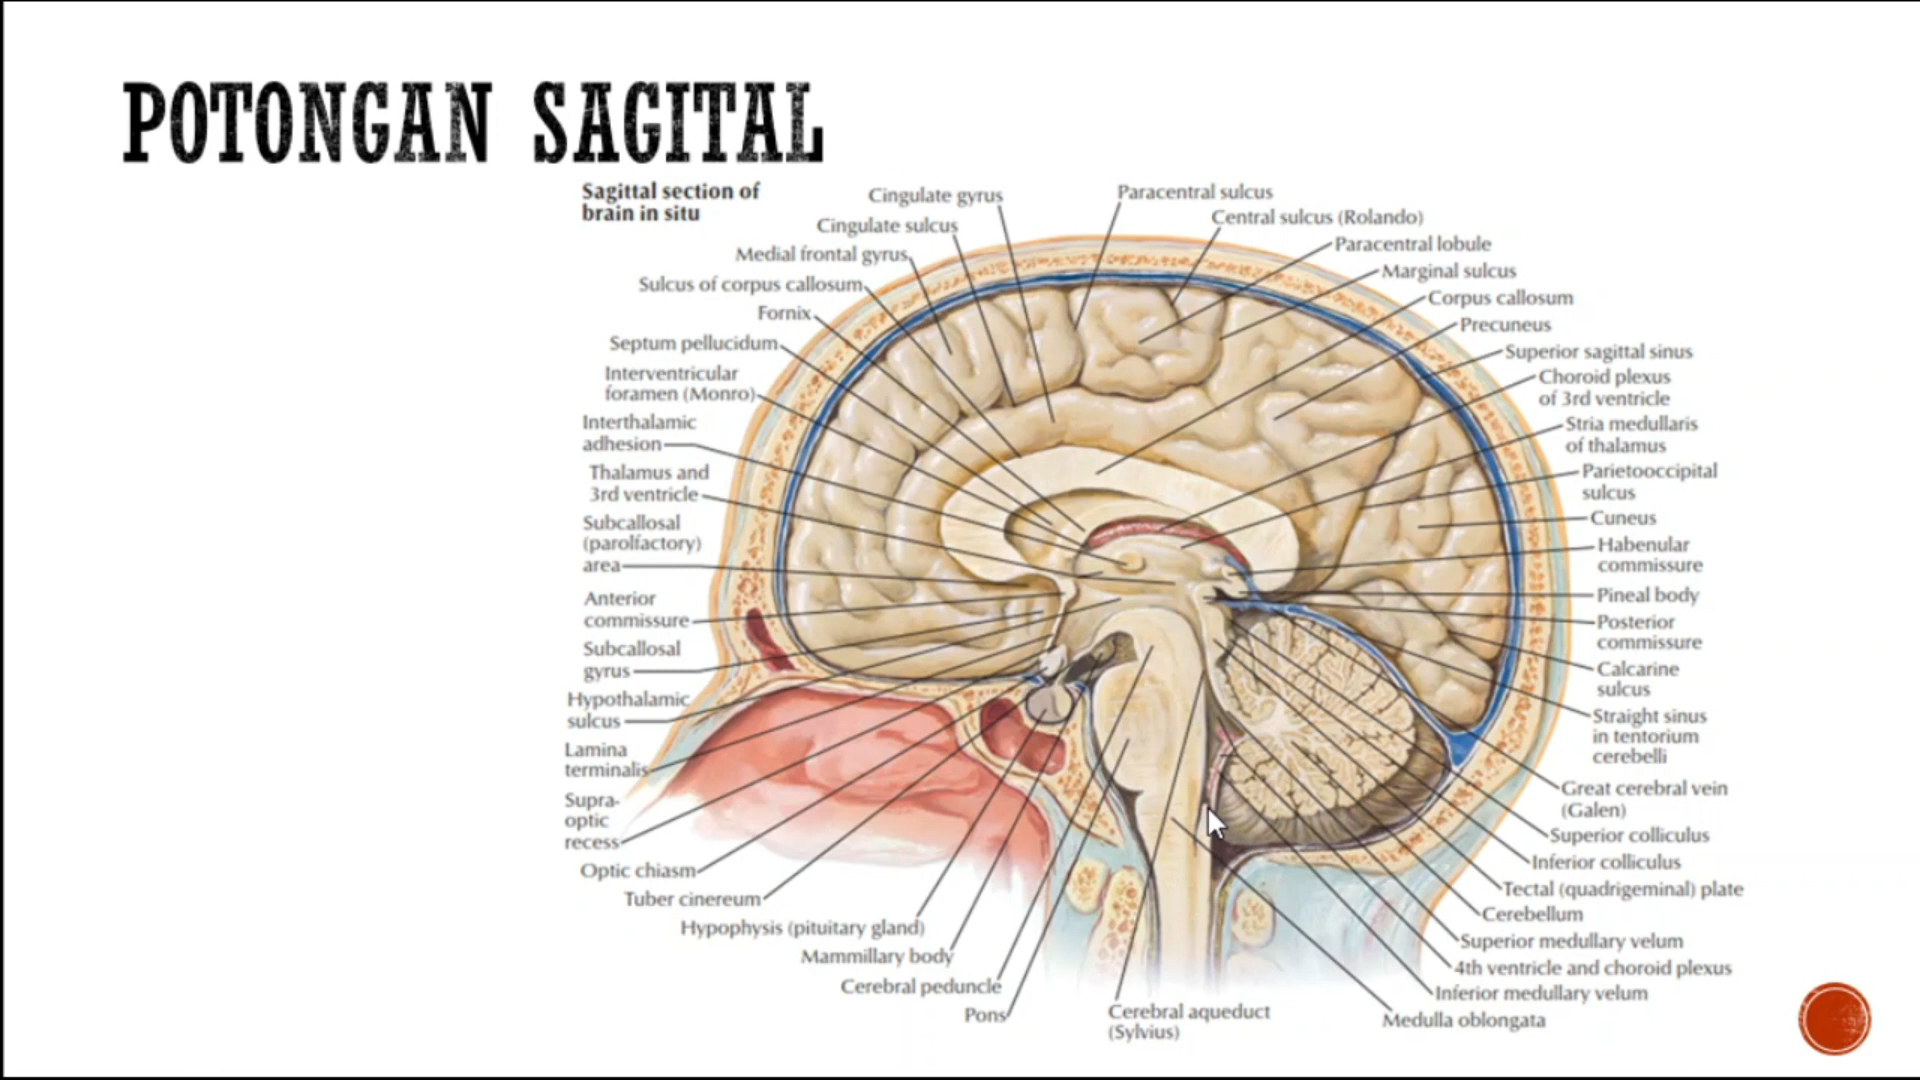 POTONGAN SAGITAL
Sagittal section of
brain in situ
Cingulate gyrus
Cingulate sulcus
Medial frontal gyrus
Sulcus of corpus callosum
Fornix
Septum pellucidum
Interventricular
foramen (Monro)
Interthalamic
adhesion
Thalamus and
3rd ventricle
Subcallosal
(parolfactory)
area
Anterior
commissure
Subcallosal
gyrus
Hypothalamic
sulcus
Lamina
terminalis
Supra-
optic
recess
Optic chiasm
Tuber cinereum
Hypophysis (pituitary gland)
Mammillary body
Cerebral peduncle
Pons
Cerebral aqueduct
(Sylvius)
Paracentral sulcus
Central sulcus (Rolando)
Paracentral lobule
Marginal sulcus
Corpus callosum
Precuneus
Superior sagittal sinus
Choroid plexus
of 3rd ventricle
Stria medullaris
of thalamus
Parietooccipital
sulcus
Cuneus
Habenular
commissure
Pineal body
Posterior
commissure
Calcarine
sulcus
Straight sinus
in tentorium
cerebelli
Great cerebral vein
(Galen)
Superior colliculus
Inferior colliculus
Tectal (quadrigeminal) plate
Cerebellum
Superior medullary velum
4th ventricle and choroid plexus
Inferior medullary velum
Medulla oblongata